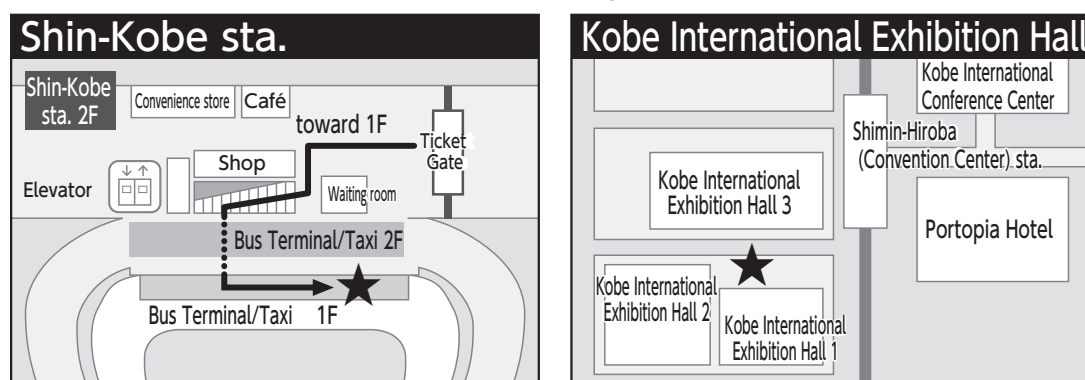 Shin-Kobe sta.
Shin-Kobe
sta. 2F
Convenience store
Café
toward 1F
Ticket
Gate
Shop
Elevator
Waiting room
Bus Terminal/Taxi 2F
Bus Terminal/Taxi 1F
Kobe International Exhibition Hall
Kobe International
Conference Center
Shimin-Hiroba
(Convention Center) sta.
Kobe International
Exhibition Hall 3
Portopia Hotel
Kobe International
Exhibition Hall 2
Kobe International
Exhibition Hall 1